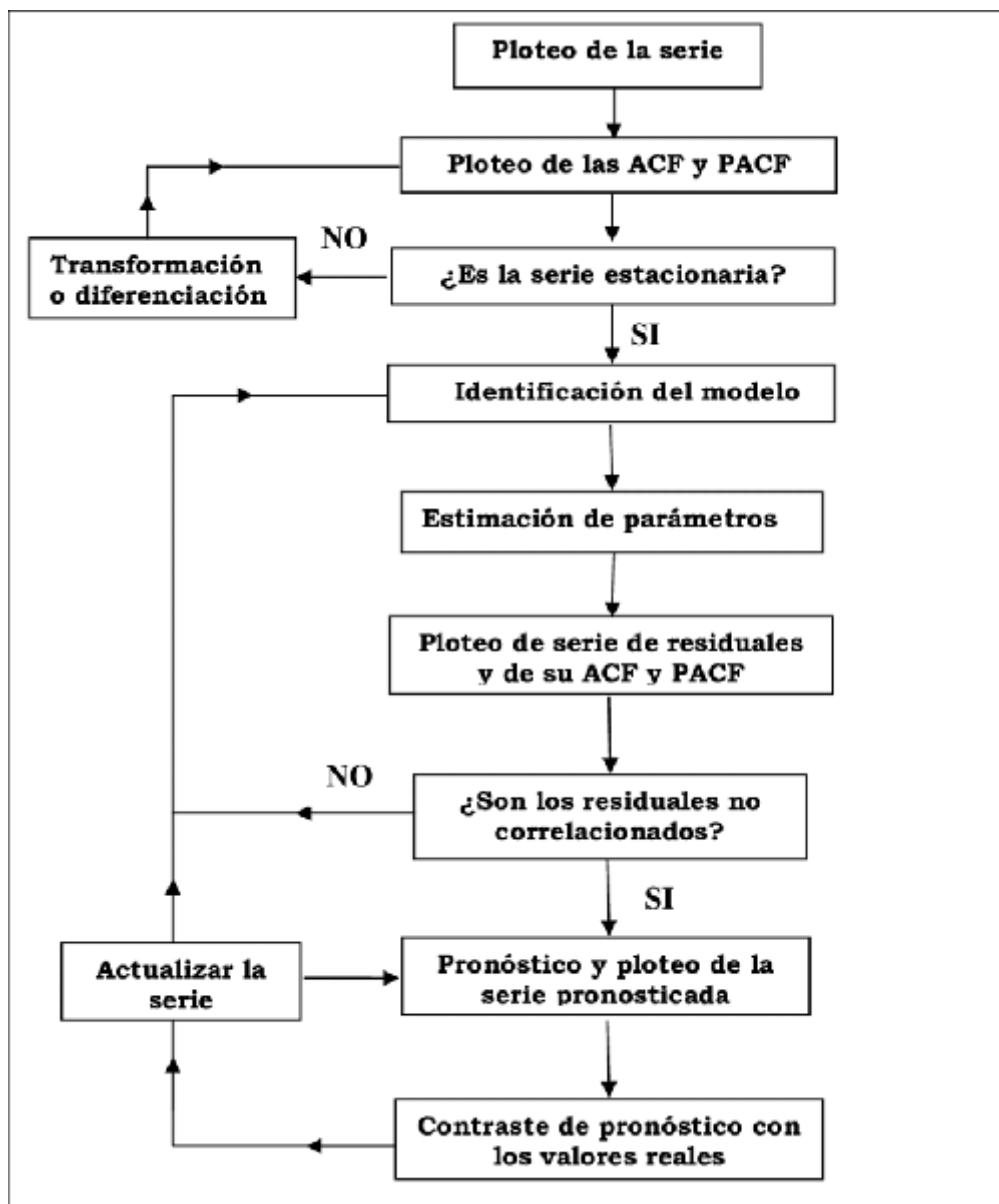 Ploteo de la serie
Ploteo de las ACF y PACF
NO
Transformación
o diferenciación
¿Es la serie estacionaria?
SI
Identificación del modelo
Estimación de parámetros
Ploteo de serie de residuales
y de su ACF y PACF
NO
¿Son los residuales no
correlacionados?
SI
Actualizar la
serie
Pronóstico y ploteo de la
serie pronosticada
Contraste de pronóstico con
los valores reales